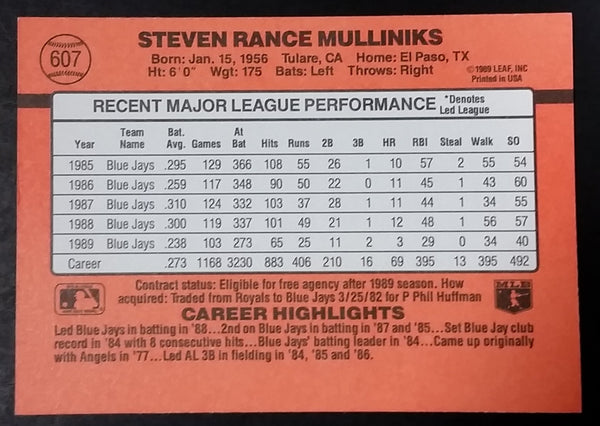 607
STEVEN RANCE MULLINIKS
Born: Jan. 15, 1956 Tulare, CA Home: El Paso, TX
Ht: 6'0" Wgt: 175 Bats: Left Throws: Right
©1989 LEAF, INC
Printed in USA
RECENT MAJOR LEAGUE PERFORMANCE *Denotes Led League
Year Team Name Bat. Avg. Games At Bat Hits Runs 2B 3B HR RBI Steal Walk SO
1985 Blue Jays .295 129 366 108 55 26 1 10 57 2 55 54
1986 Blue Jays .259 117 348 90 50 22 0 11 45 1 43 60
1987 Blue Jays .310 124 332 103 37 28 1 11 44 1 34 55
1988 Blue Jays .300 119 337 101 49 21 1 12 48 1 56 57
1989 Blue Jays .238 103 273 65 25 11 2 3 29 0 34 40
Career .273 1168 3230 883 406 210 16 69 395 13 395 492
Contract status: Eligible for free agency after 1989 season. How
acquired: Traded from Royals to Blue Jays 3/25/82 for P Phil Huffman
MLB
CAREER HIGHLIGHTS
Led Blue Jays in batting in '88...2nd on Blue Jays in batting in '87 and '85...Set Blue Jay club
record in '84 with 8 consecutive hits...Blue Jays' batting leader in '84...Came up originally
with Angels in '77...Led AL 3B in fielding in '84, '85 and '86.